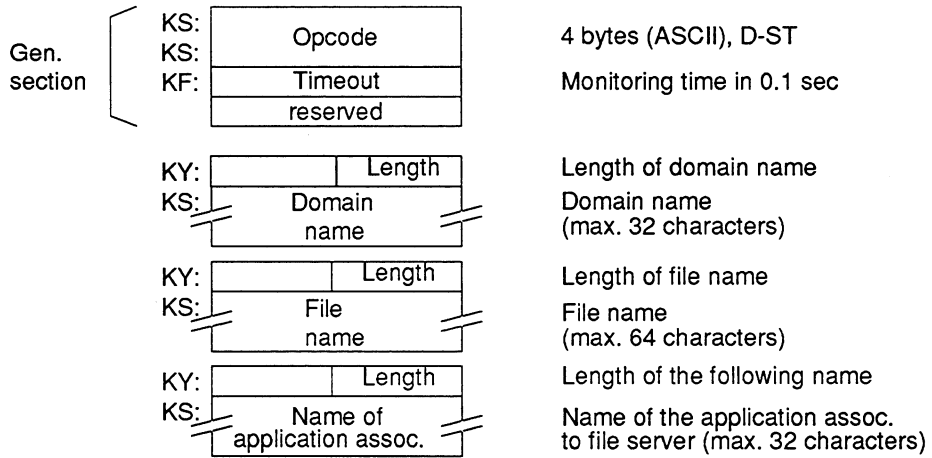 KS: Opcode 4 bytes (ASCII), D-ST
KS:
Gen. section
KF: Timeout Monitoring time in 0.1 sec
reserved
KY: Length Length of domain name
KS: Domain name Domain name
(max. 32 characters)
KY: Length Length of file name
KS: File name File name
(max. 64 characters)
KY: Length Length of the following name
KS: Name of application assoc. Name of the application assoc.
to file server (max. 32 characters)